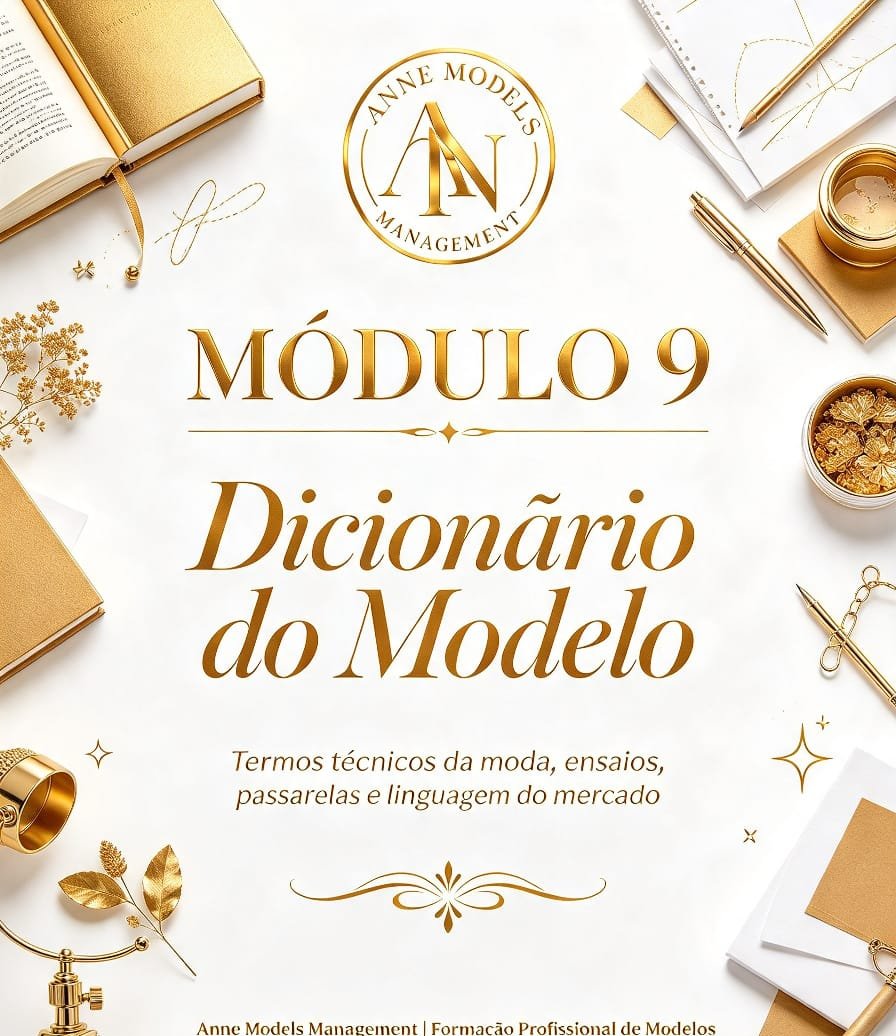 ANNE MODELS
AN
MANAGEMENT
MÓDULO 9
Dicionãrio
do Modelo
Termos técnicos da moda, ensaios,
passarelas e linguagem do mercado
Anne Models Management | Formação Profissional de Modelos